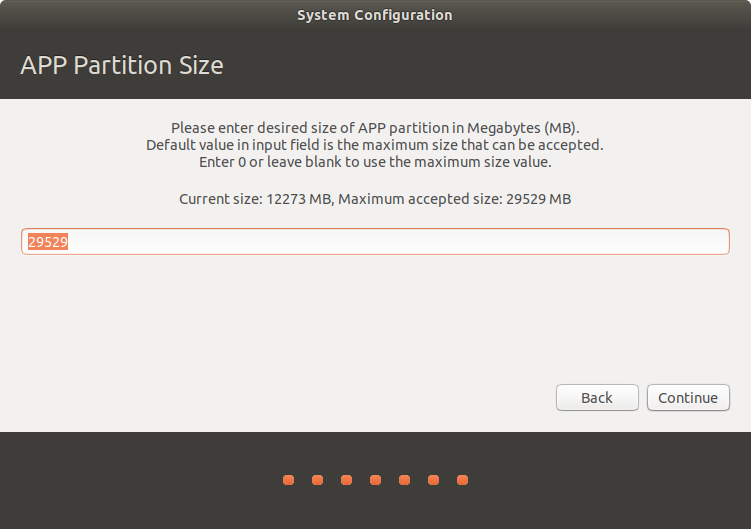 System Configuration
APP Partition Size
Please enter desired size of APP partition in Megabytes (MB).
Default value in input field is the maximum size that can be accepted.
Enter 0 or leave blank to use the maximum size value.
Current size: 12273 MB, Maximum accepted size: 29529 MB
29529
Back
Continue